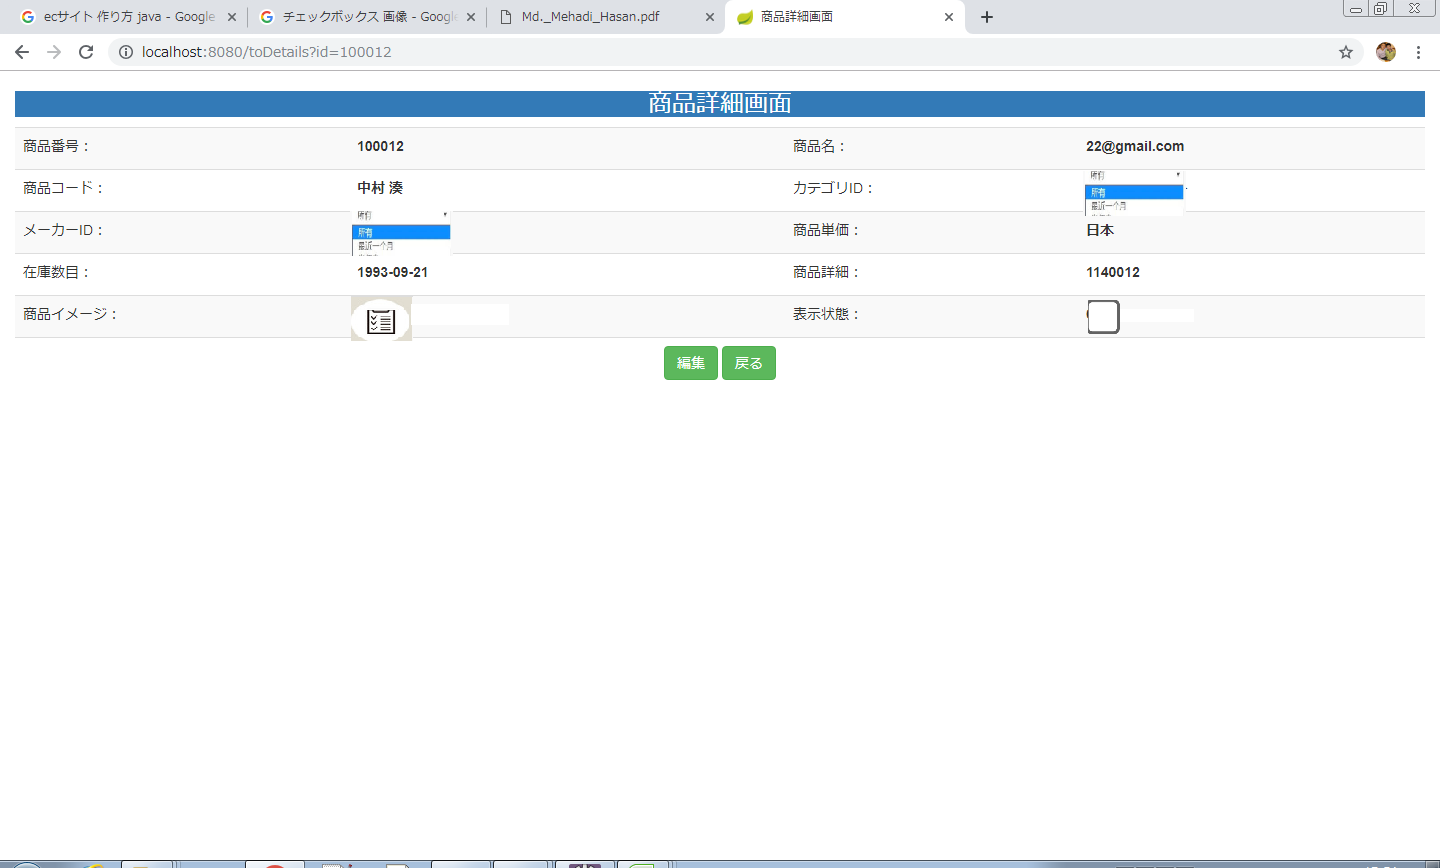 ecサイト 作り方 java - Google
チェックボックス 画像 - Google
Md._Mehadi_Hasan.pdf
商品詳細画面
localhost:8080/toDetails?id=100012
商品詳細画面
商品番号： 100012 商品名： 22@gmail.com
商品コード： 中村 湊 カテゴリID：
所有
最近一个月
メーカーID：
所有
最近一个月
商品単価： 日本
在庫数目： 1993-09-21 商品詳細： 1140012
商品イメージ： 表示状態：
編集 戻る